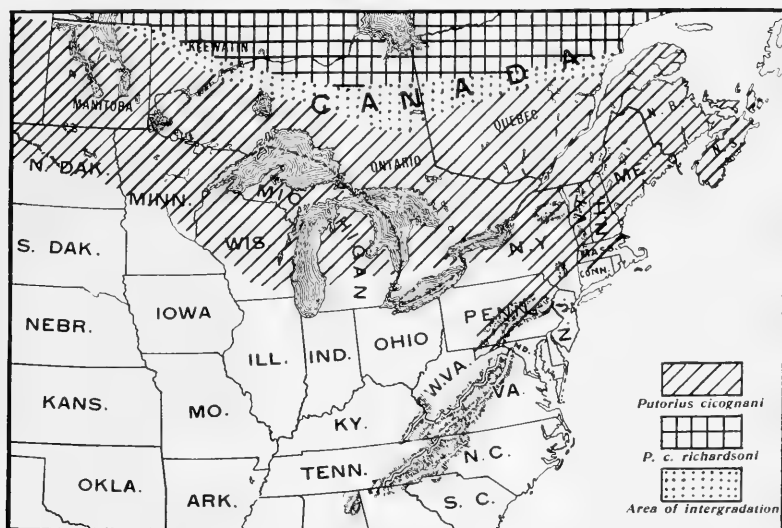 KEEWATIN
CANADA
MANITOBA
QUEBEC
ONTARIO
N. B.
N. S.
N. DAK.
MINN.
MICHIGAN
ME.
VT.
N.H.
WIS.
N.Y.
MASS.
CONN.
S. DAK.
IOWA
PENN.
N.J.
NEBR.
ILL.
IND.
OHIO
W.VA.
VA.
Putorius cicognani
KANS.
MO.
KY.
P. c. richardsoni
TENN.
N.C.
OKLA.
ARK.
S. C.
Area of intergradation